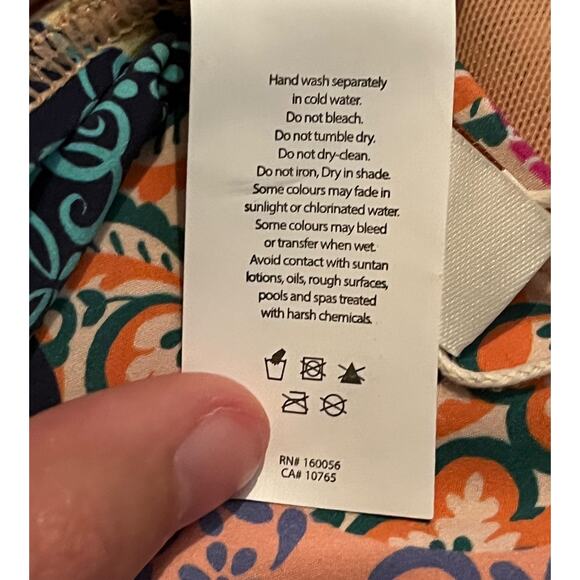 Hand wash separately
in cold water.
Do not bleach.
Do not tumble dry.
Do not dry-clean.
Do not iron, Dry in shade.
Some colours may fade in
sunlight or chlorinated water.
Some colours may bleed
or transfer when wet.
Avoid contact with suntan
lotions, oils, rough surfaces,
pools and spas treated
with harsh chemicals.
RN# 160056
CA# 10765